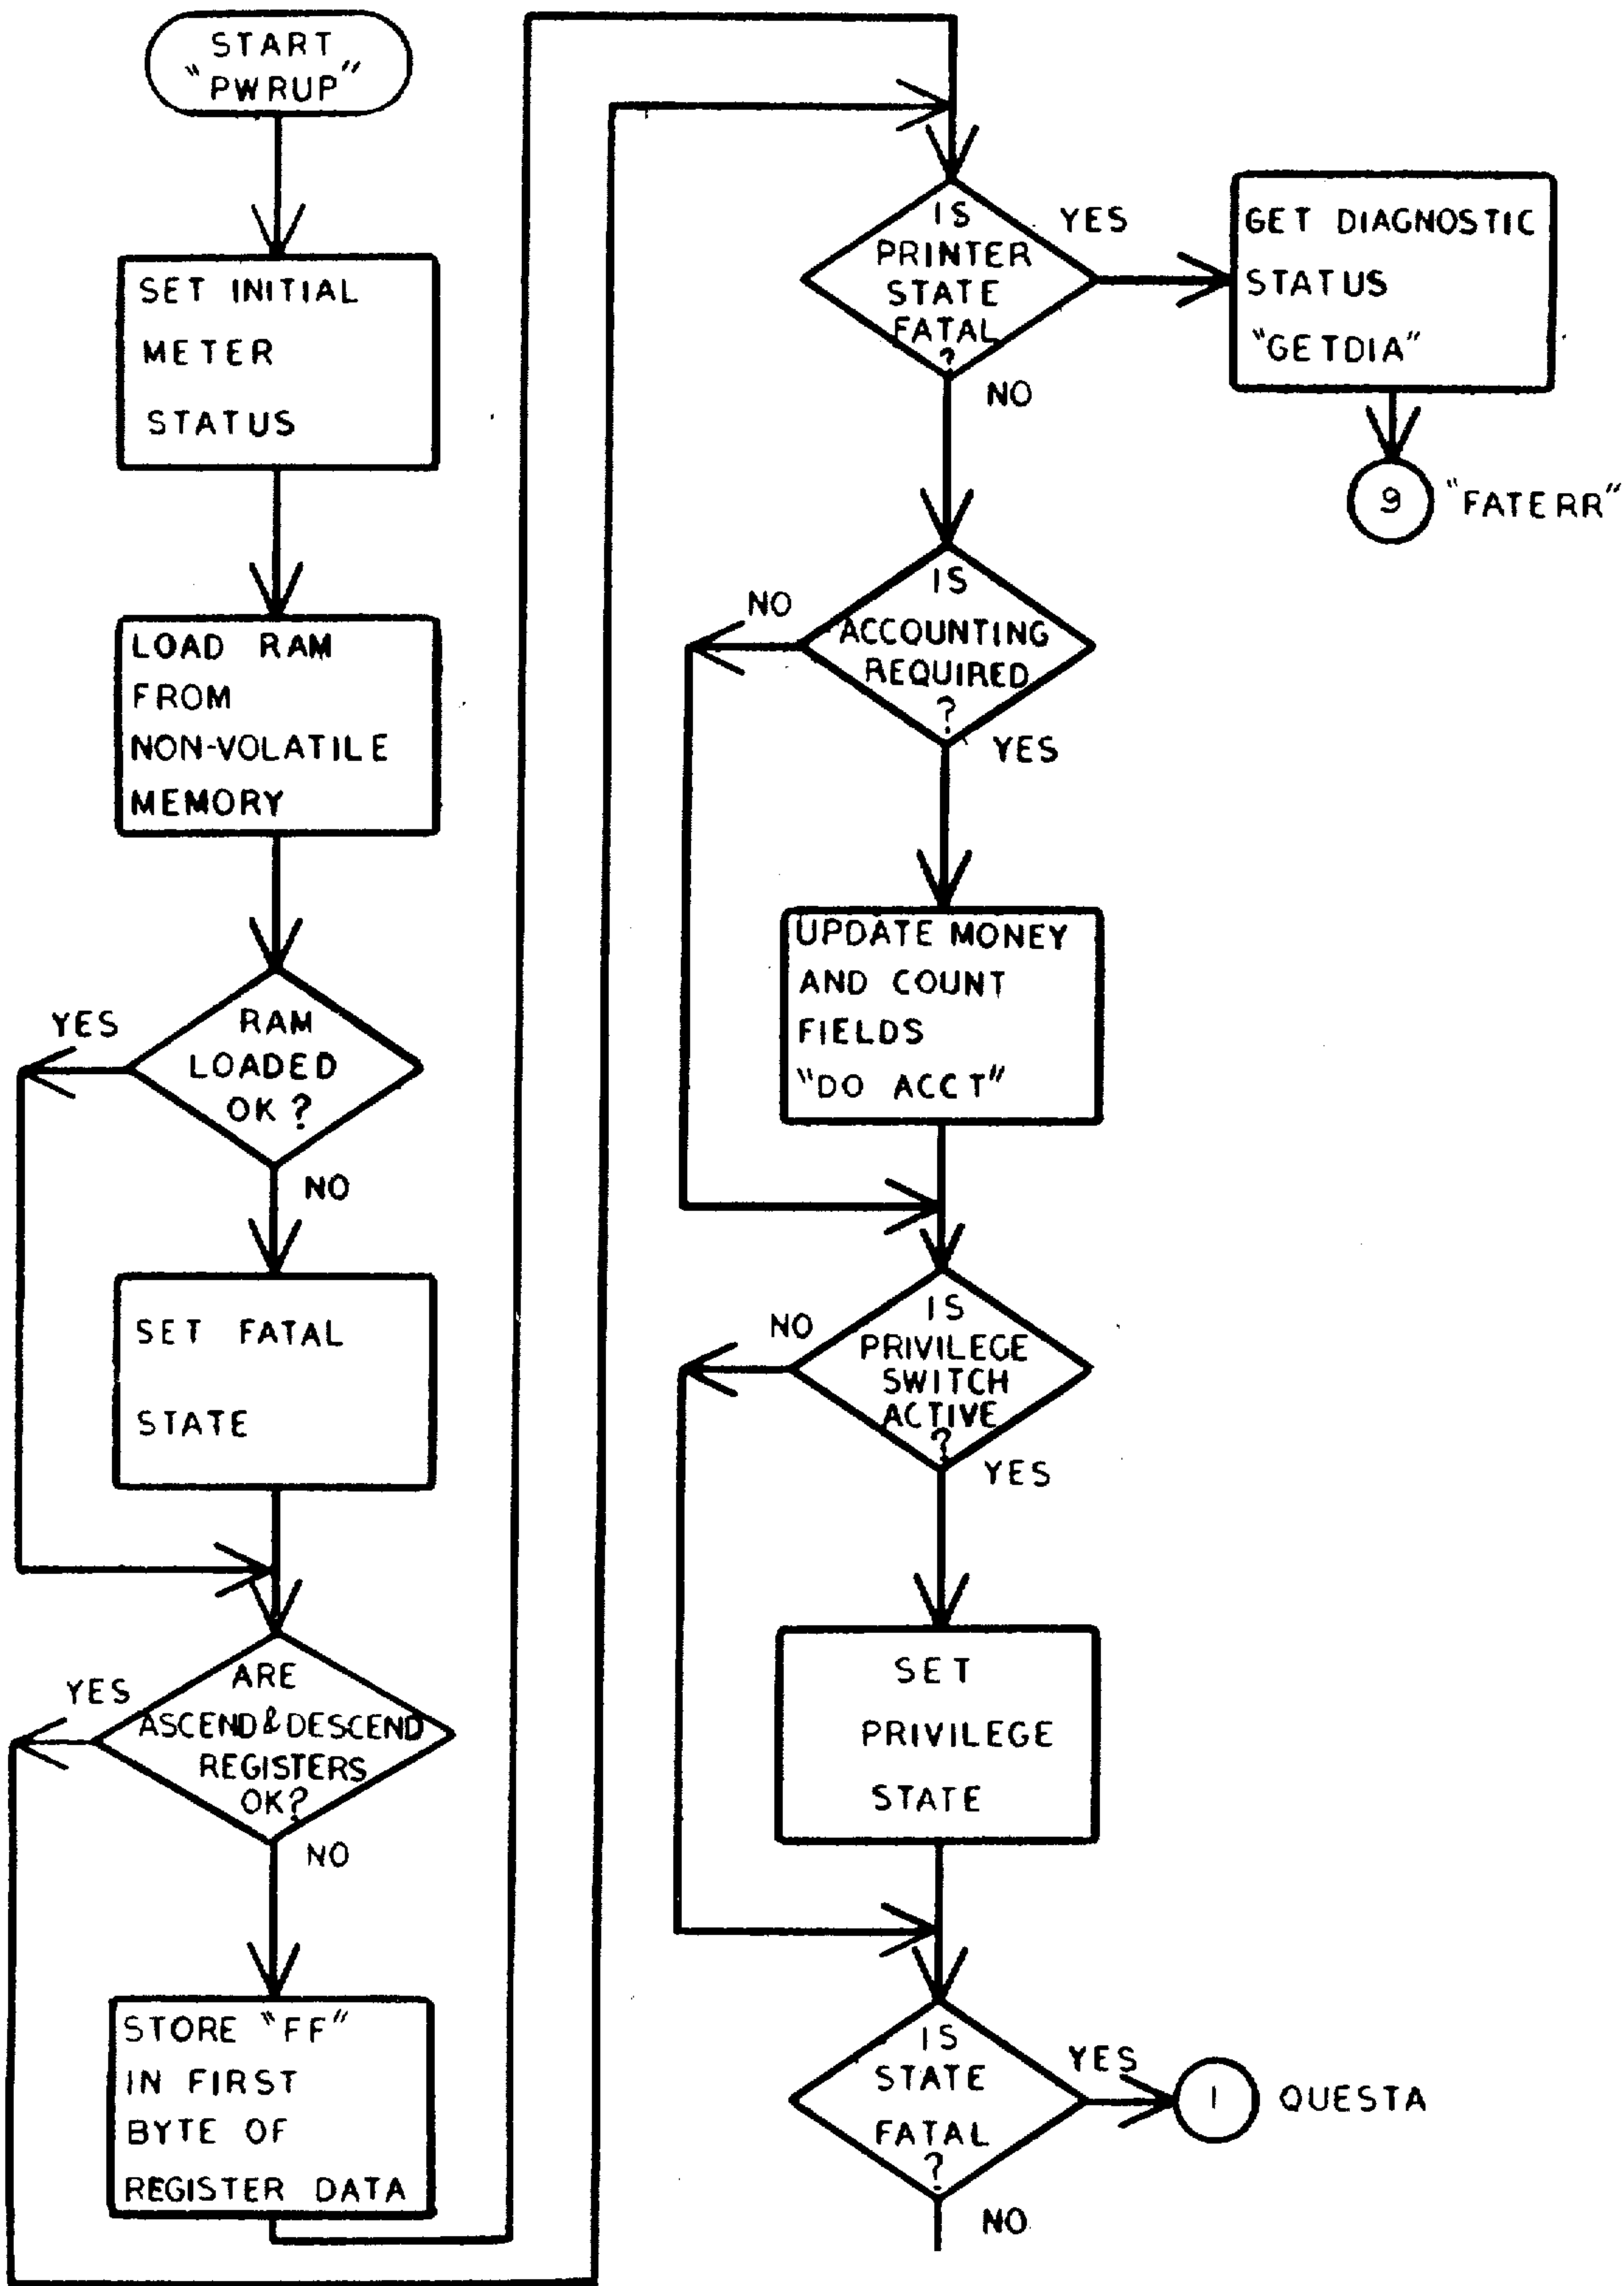 START
"PWRUP"
SET INITIAL
METER
STATUS
LOAD RAM
FROM
NON-VOLATILE
MEMORY
RAM
LOADED
OK?
YES
NO
SET FATAL
STATE
ARE
ASCEND & DESCEND
REGISTERS
OK?
YES
NO
STORE "FF"
IN FIRST
BYTE OF
REGISTER DATA
IS
PRINTER
STATE
FATAL
?
YES
NO
GET DIAGNOSTIC
STATUS
"GETDIA"
9 "FATERR"
IS
ACCOUNTING
REQUIRED
?
NO
YES
UPDATE MONEY
AND COUNT
FIELDS
"DO ACCT"
IS
PRIVILEGE
SWITCH
ACTIVE
?
NO
YES
SET
PRIVILEGE
STATE
IS
STATE
FATAL
?
YES
1 QUESTA
NO